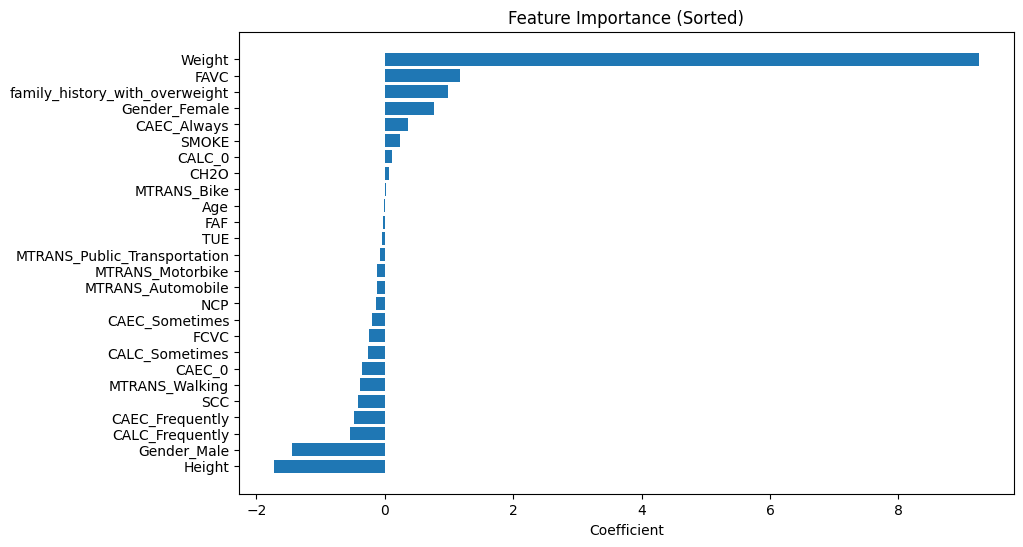 Feature Importance (Sorted)
Weight
FAVC
family_history_with_overweight
Gender_Female
CAEC_Always
SMOKE
CALC_0
CH2O
MTRANS_Bike
Age
FAF
TUE
MTRANS_Public_Transportation
MTRANS_Motorbike
MTRANS_Automobile
NCP
CAEC_Sometimes
FCVC
CALC_Sometimes
CAEC_0
MTRANS_Walking
SCC
CAEC_Frequently
CALC_Frequently
Gender_Male
Height
−2 0 2 4 6 8
Coefficient